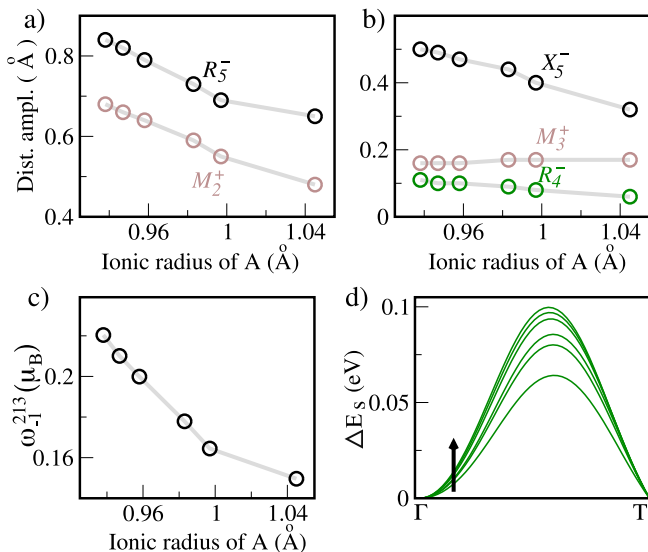 a)
Dist. ampl. (Å)
0.8
0.6
0.4
R₅⁻
M₂⁺
0.96
1
1.04
Ionic radius of A (Å)
b)
0.4
0.2
0
X₅⁻
M₃⁺
R₄⁻
0.96
1
1.04
Ionic radius of A (Å)
c)
ω₋₁²¹³(μ_B)
0.2
0.16
0.96
1
1.04
Ionic radius of A (Å)
d)
ΔE_s (eV)
0.1
0.05
0
Γ
T